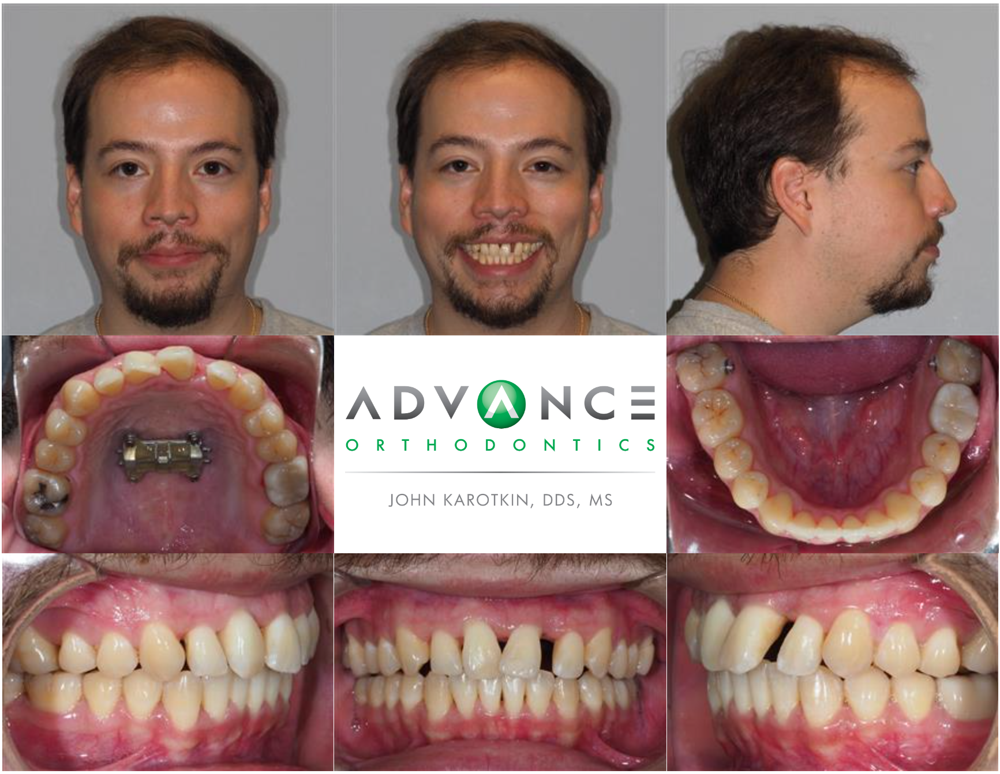 ADVANCE
ORTHODONTICS
JOHN KAROTKIN, DDS, MS